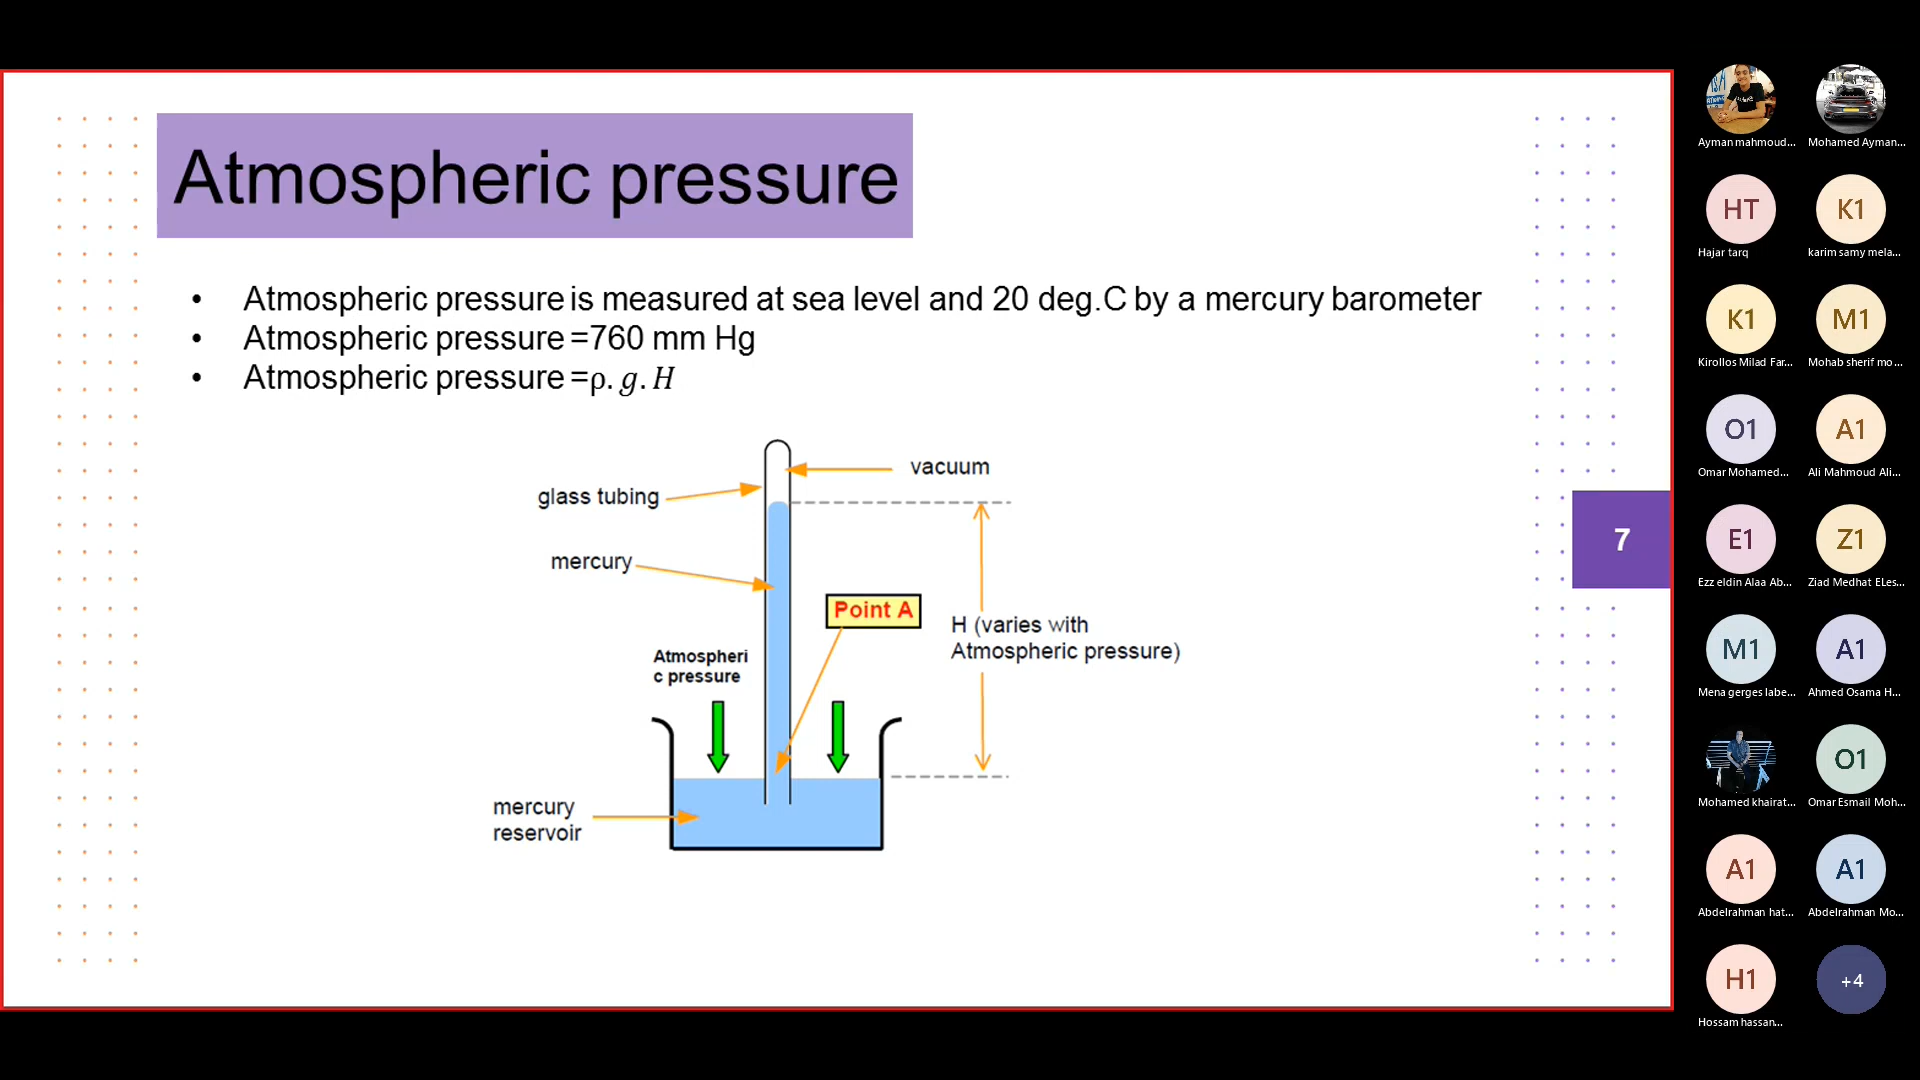 Atmospheric pressure
• Atmospheric pressure is measured at sea level and 20 deg.C by a mercury barometer
• Atmospheric pressure =760 mm Hg
• Atmospheric pressure =ρ. g. H
vacuum
glass tubing
mercury
Point A
H (varies with
Atmospheric pressure)
Atmospheri
c pressure
mercury
reservoir
7
Ayman mahmoud...
Mohamed Ayman...
HT
K1
Hajar tarq
karim samy mela...
K1
M1
Kirollos Milad Far...
Mohab sherif mo...
O1
A1
Omar Mohamed...
Ali Mahmoud Ali...
E1
Z1
Ezz eldin Alaa Ab...
Ziad Medhat ELes...
M1
A1
Mena gerges labe...
Ahmed Osama H...
O1
Mohamed khairat...
Omar Esmail Moh...
A1
A1
Abdelrahman hat...
Abdelrahman Mo...
H1
+4
Hossam hassan...